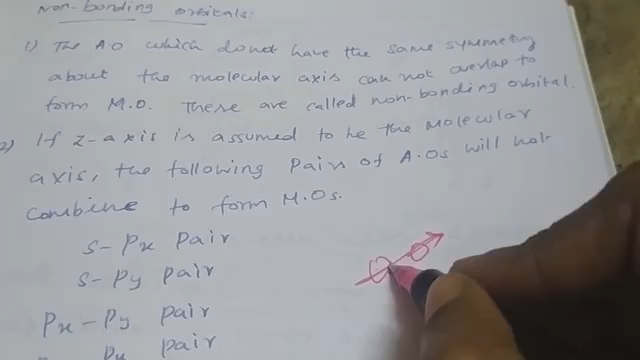 Non-bonding orbitals:
1) The A.O which donot have the same symmetry
about the molecular axis can not overlap to
form M.O. These are called non-bonding orbital.
2) If z-axis is assumed to be the molecular
axis, the following Pairs of A.Os will not
combine to form M.Os.
s-Px Pair
s-Py Pair
Px-Py pair
Px pair